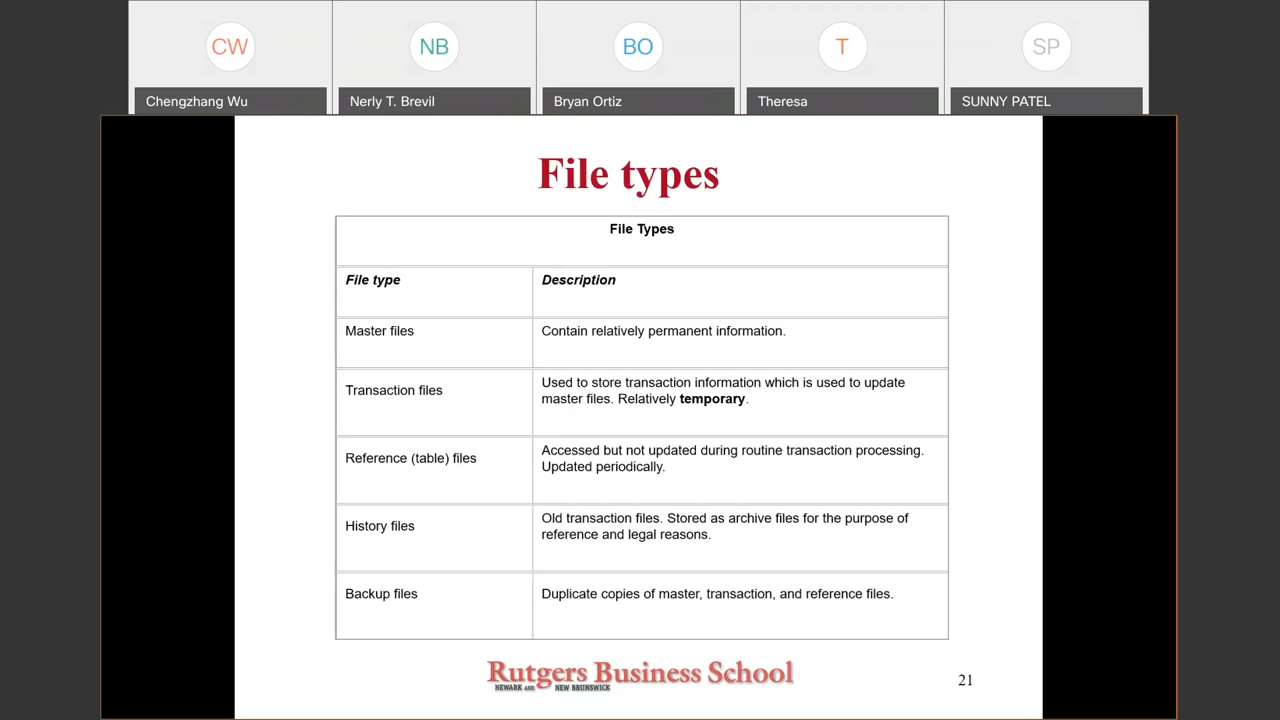 CW
NB
BO
T
SP
Chengzhang Wu
Nerly T. Brevil
Bryan Ortiz
Theresa
SUNNY PATEL
File types
File Types
File type
Description
Master files
Contain relatively permanent information.
Transaction files
Used to store transaction information which is used to update
master files. Relatively temporary.
Reference (table) files
Accessed but not updated during routine transaction processing.
Updated periodically.
History files
Old transaction files. Stored as archive files for the purpose of
reference and legal reasons.
Backup files
Duplicate copies of master, transaction, and reference files.
Rutgers Business School
NEWARK AND NEW BRUNSWICK
21